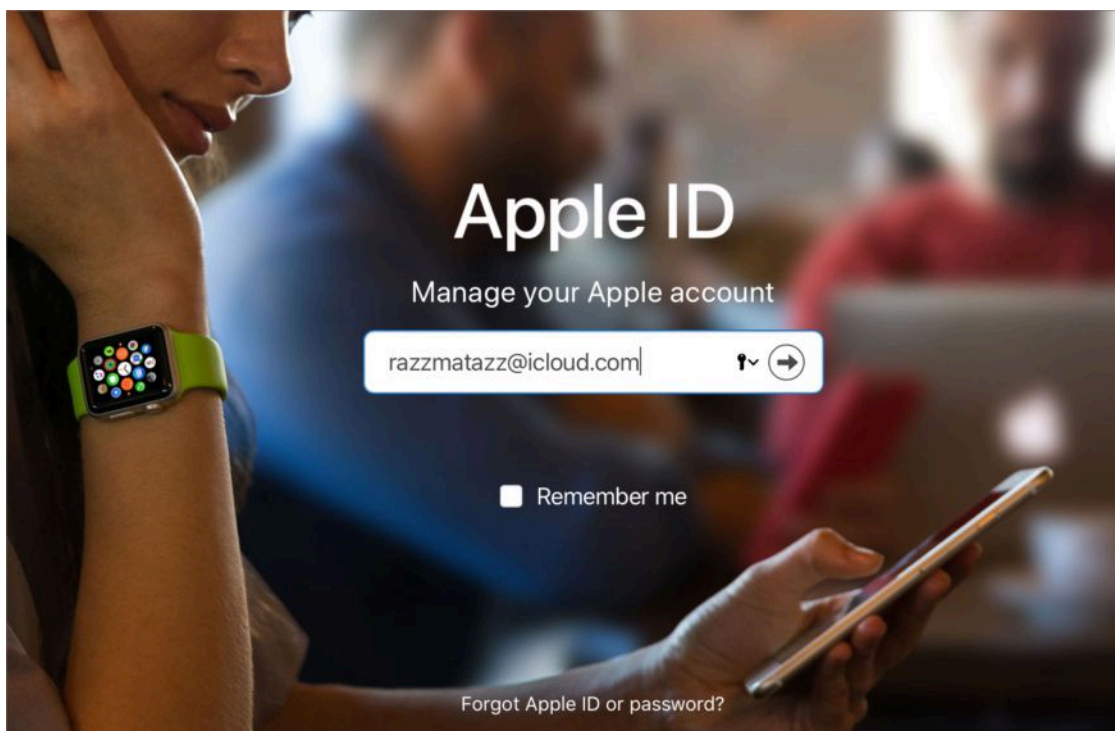 Apple ID
Manage your Apple account
razzmatazz@icloud.com
Remember me
Forgot Apple ID or password?